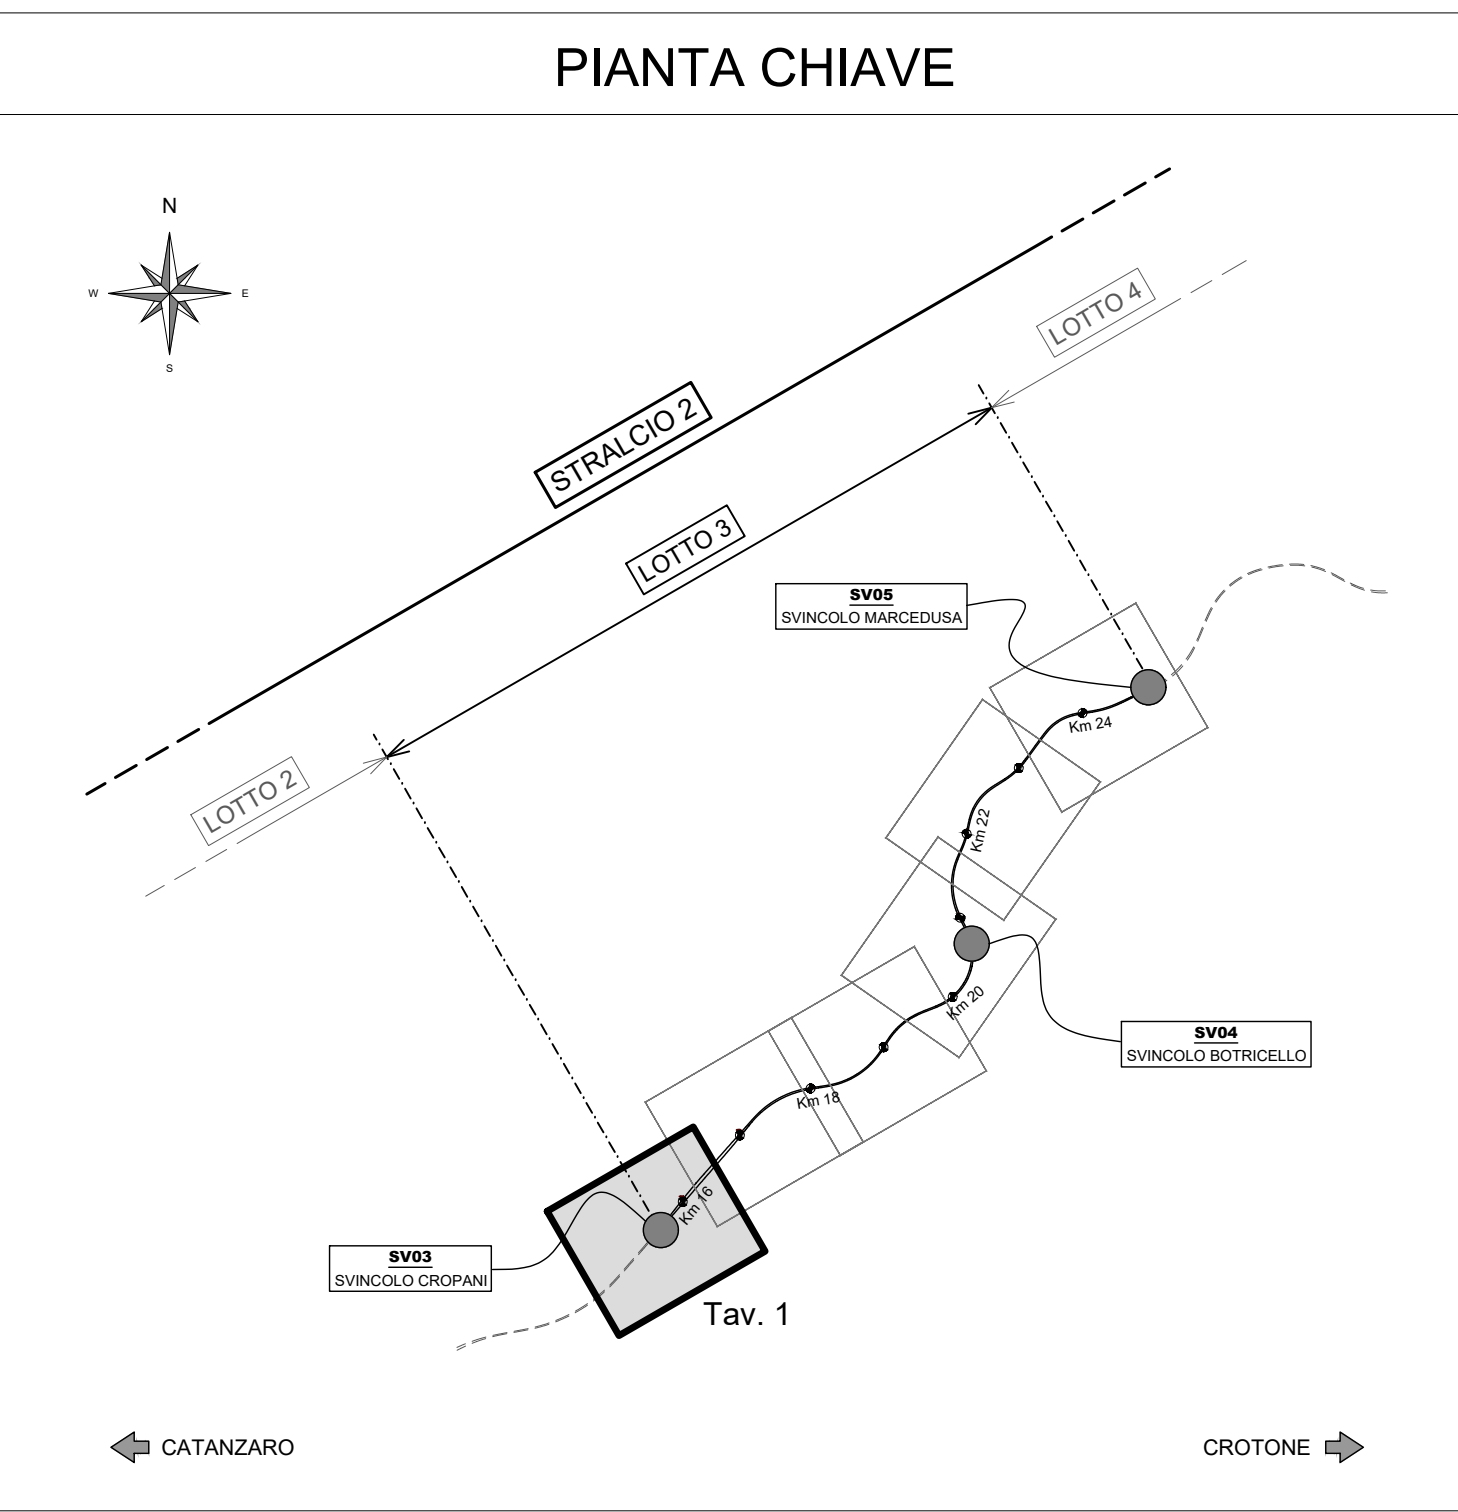 PIANTA CHIAVE
N
W
E
S
LOTTO 4
STRALCIO 2
LOTTO 3
SV05
SVINCOLO MARCEDUSA
Km 24
LOTTO 2
Km 22
Km 20
SV04
SVINCOLO BOTRICELLO
Km 18
Km 16
SV03
SVINCOLO CROPANI
Tav. 1
CATANZARO
CROTONE